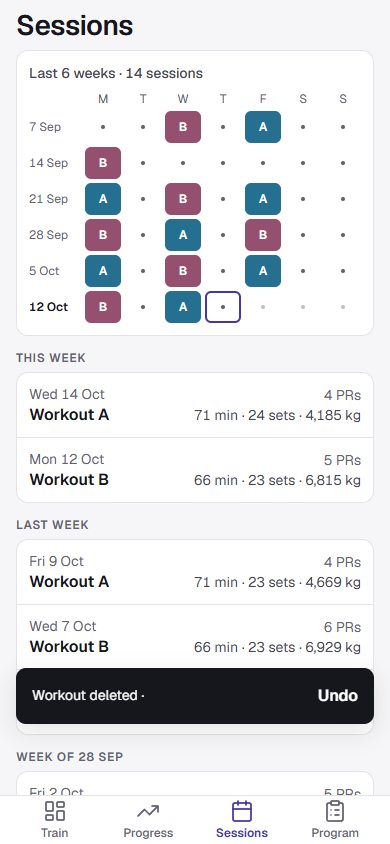 Sessions
Last 6 weeks · 14 sessions
M T W T F S S
7 Sep B A
14 Sep B
21 Sep A B A
28 Sep B A B
5 Oct A B A
12 Oct B A
THIS WEEK
Wed 14 Oct 4 PRs
Workout A 71 min · 24 sets · 4,185 kg
Mon 12 Oct 5 PRs
Workout B 66 min · 23 sets · 6,815 kg
LAST WEEK
Fri 9 Oct 4 PRs
Workout A 71 min · 23 sets · 4,669 kg
Wed 7 Oct 6 PRs
Workout B 66 min · 23 sets · 6,929 kg
Workout deleted · Undo
WEEK OF 28 SEP
Fri 2 Oct 5 PRs
Train Progress Sessions Program